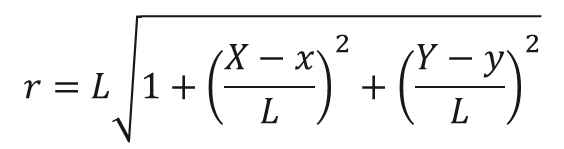 r = L√(1 + ((X − x)/L)² + ((Y − y)/L)²)